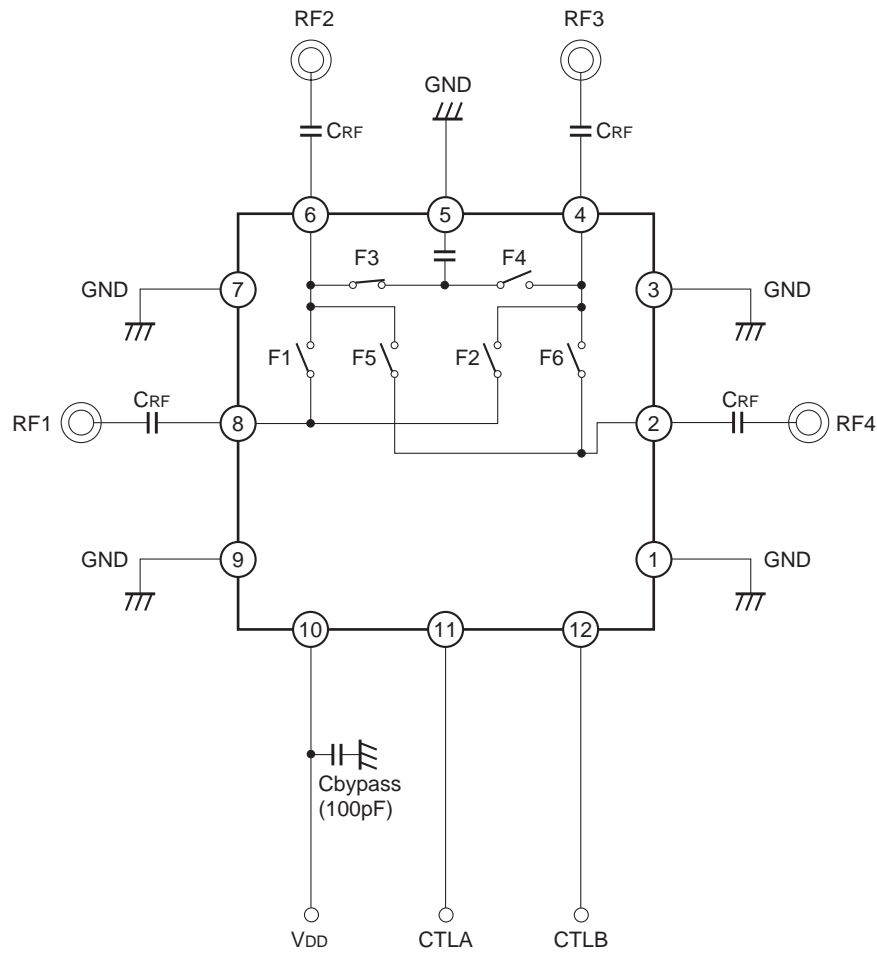 RF2
RF3
GND
CRF
CRF
6
5
4
F3
F4
GND
7
3
GND
F1
F5
F2
F6
CRF
CRF
RF1
8
2
RF4
GND
9
1
GND
10
11
12
Cbypass
(100pF)
VDD
CTLA
CTLB